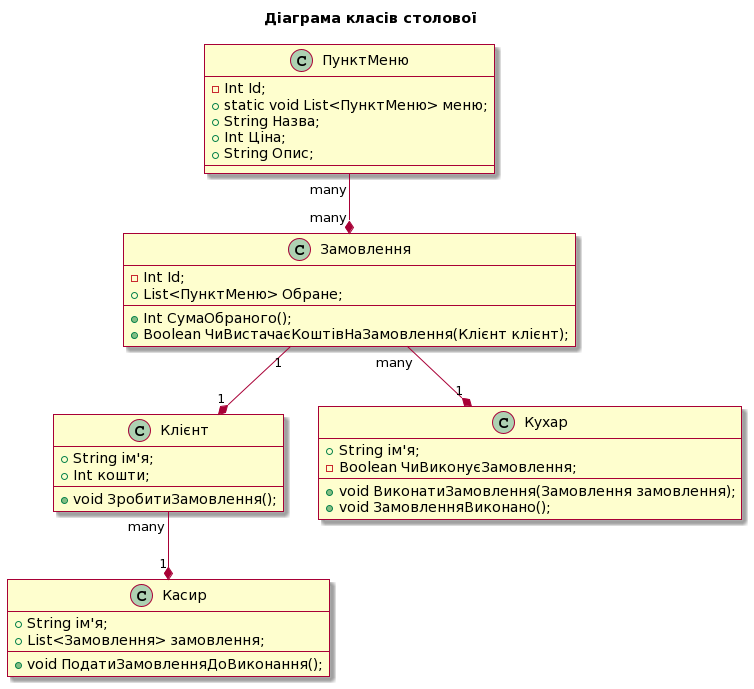 Діаграма класів столової
C ПунктМеню
Int Id;
static void List<ПунктМеню> меню;
String Назва;
Int Ціна;
String Опис;
many
many
C Замовлення
Int Id;
List<ПунктМеню> Обране;
Int СумаОбраного();
Boolean ЧиВистачаєКоштівНаЗамовлення(Клієнт клієнт);
1
many
1
1
C Клієнт
String ім'я;
Int кошти;
void ЗробитиЗамовлення();
C Кухар
String ім'я;
Boolean ЧиВиконуєЗамовлення;
void ВиконатиЗамовлення(Замовлення замовлення);
void ЗамовленняВиконано();
many
1
C Касир
String ім'я;
List<Замовлення> замовлення;
void ПодатиЗамовленняДоВиконання();